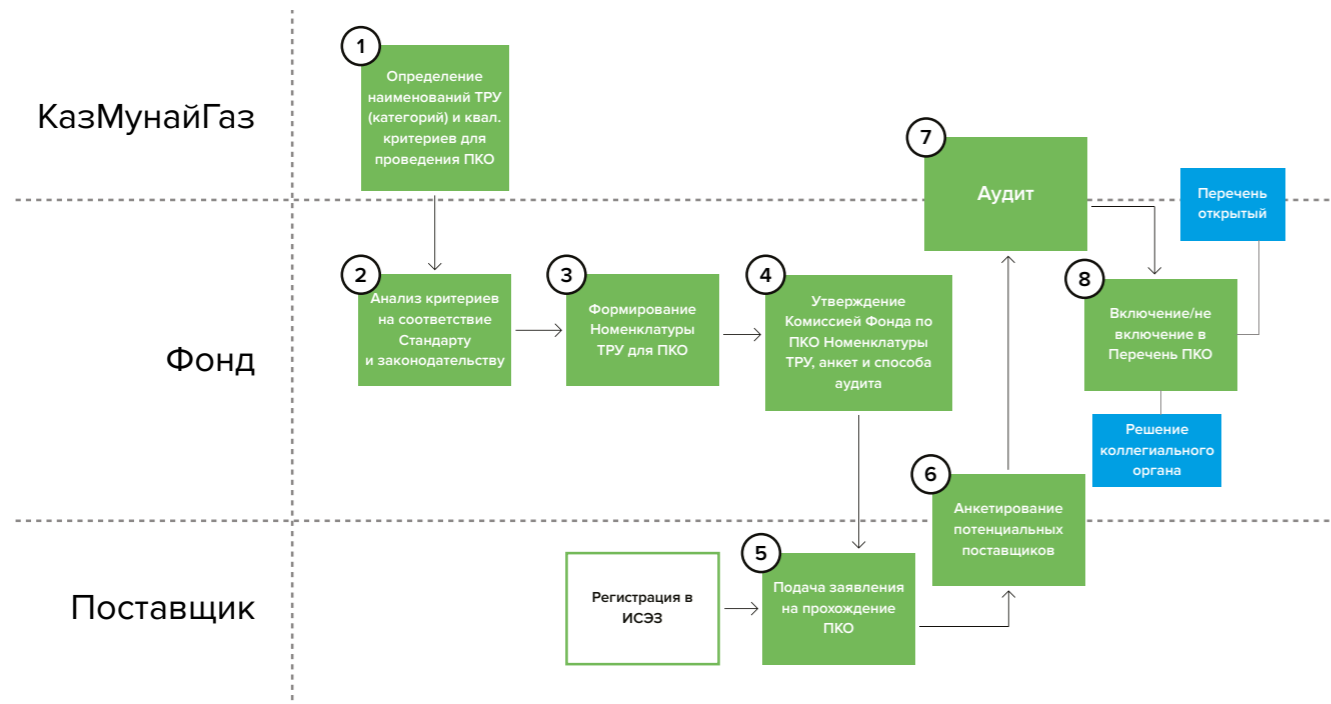 КазМунайГаз
1
Определение
наименований ТРУ
(категорий) и квал.
критериев для
проведения ПКО
7
Аудит
Перечень
открытый
Фонд
2
Анализ критериев
на соответствие
Стандарту
и законодательству
3
Формирование
Номенклатуры
ТРУ для ПКО
4
Утверждение
Комиссией Фонда по
ПКО Номенклатуры
ТРУ, анкет и способа
аудита
8
Включение/не
включение в
Перечень ПКО
Решение
коллегиального
органа
6
Анкетирование
потенциальных
поставщиков
Поставщик
Регистрация в
ИСЭЗ
5
Подача заявления
на прохождение
ПКО